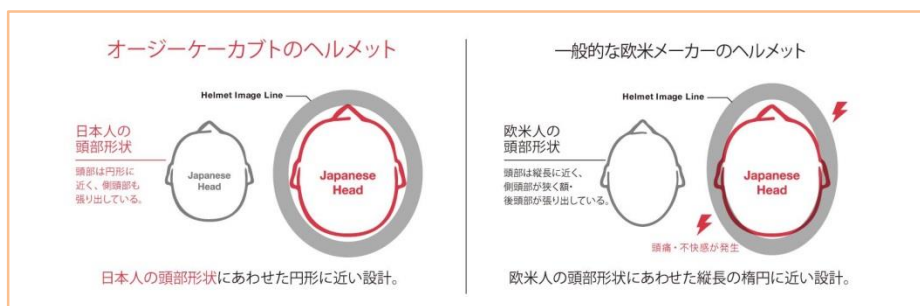 オージーケーカブトのヘルメット
Helmet Image Line
日本人の
頭部形状
頭部は円形に
近く、側頭部も
張り出している。
Japanese
Head
Japanese
Head
日本人の頭部形状にあわせた円形に近い設計。
一般的な欧米メーカーのヘルメット
Helmet Image Line
欧米人の
頭部形状
頭部は縦長に近く、
側頭部が狭く額・
後頭部が張り出している。
Japanese
Head
頭痛・不快感が発生
欧米人の頭部形状にあわせた縦長の楕円に近い設計。